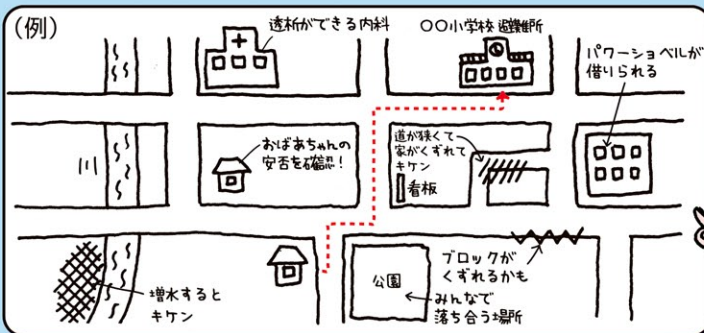 (例)
透析ができる内科
〇〇小学校 避難所
パワーショベルが
借りられる
おばあちゃんの
安否を確認!
道が狭くて
家がくずれて
キケン
看板
川
増水すると
キケン
公園
みんなで
落ち合う場所
ブロックが
くずれるかも